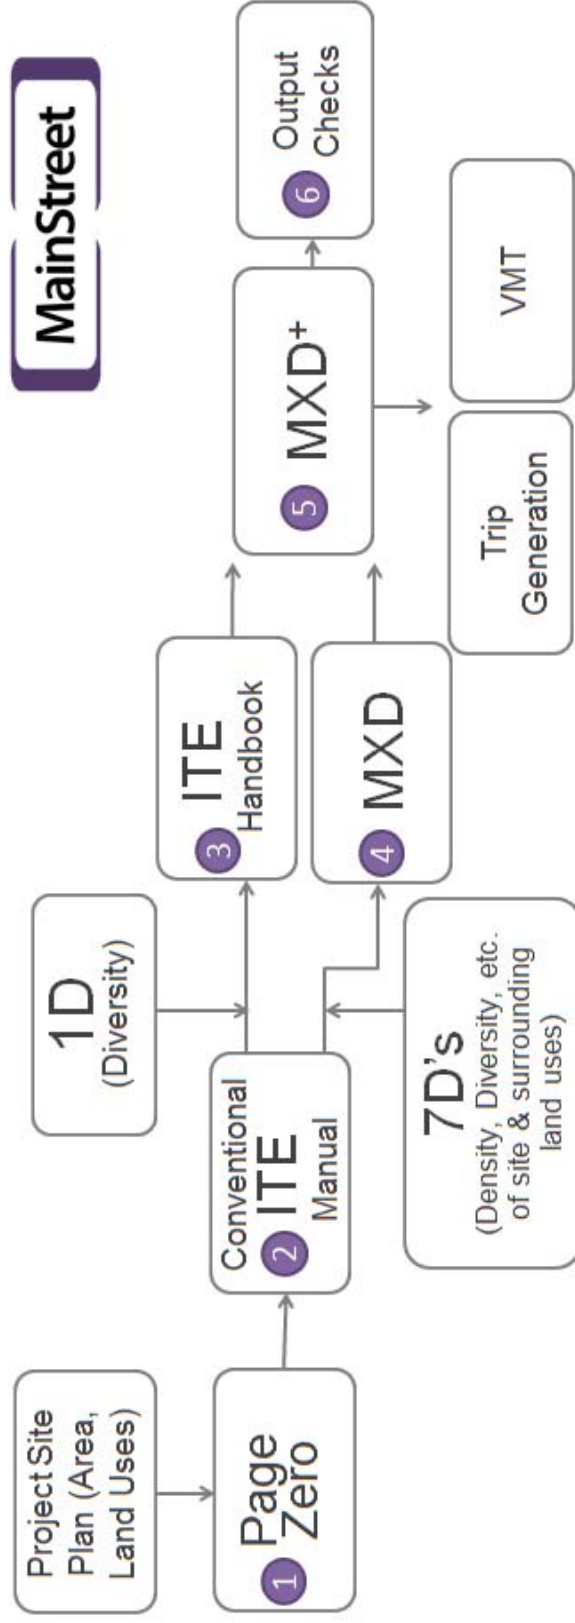 MainStreet
Project Site
Plan (Area,
Land Uses)
1
Page
Zero
Conventional
2
ITE
Manual
1D
(Diversity)
7D's
(Density, Diversity, etc.
of site & surrounding
land uses)
3
ITE
Handbook
4
MXD
5
MXD+
Trip
Generation
VMT
6
Output
Checks